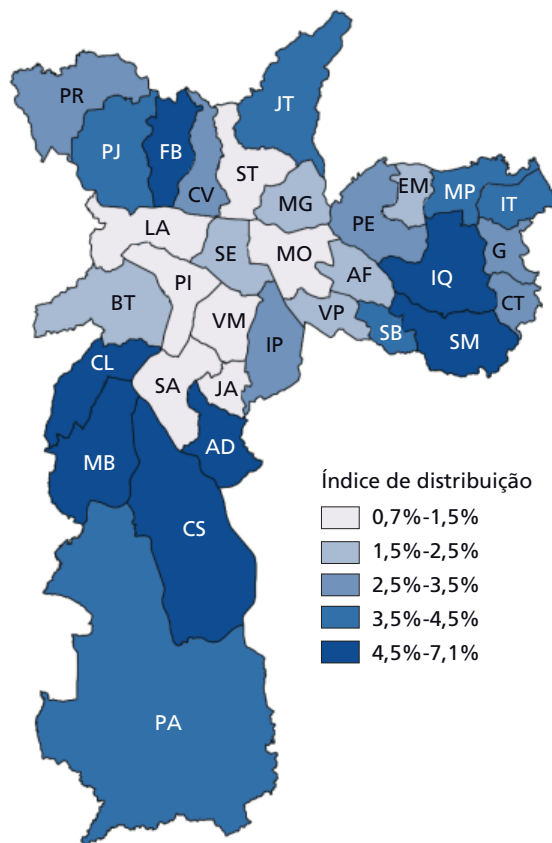 JT
PR
PJ
FB
CV
ST
MG
EM
MP
IT
PE
LA
SE
MO
G
AF
IQ
PI
BT
VM
VP
CT
SB
IP
SM
CL
SA
JA
AD
MB
CS
PA
Índice de distribuição
0,7%-1,5%
1,5%-2,5%
2,5%-3,5%
3,5%-4,5%
4,5%-7,1%